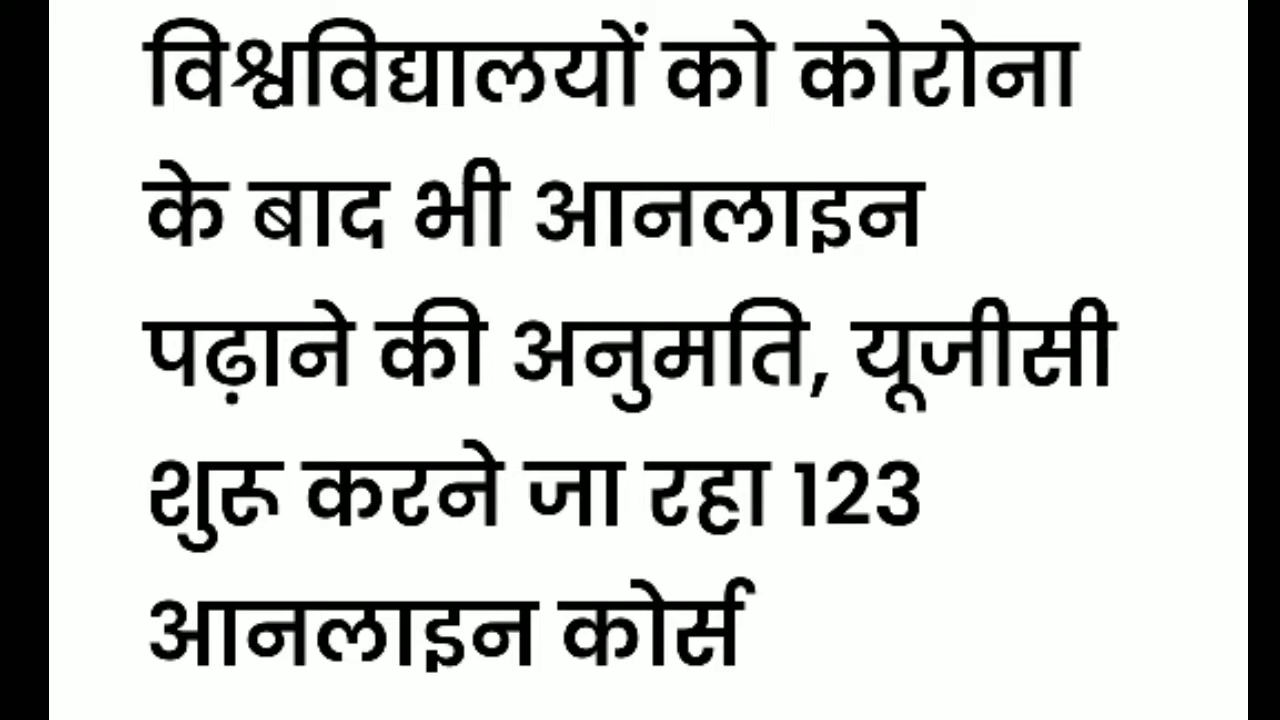 विश्वविद्यालयों को कोरोना
के बाद भी आनलाइन
पढ़ाने की अनुमति, यूजीसी
शुरू करने जा रहा 123
आनलाइन कोर्स